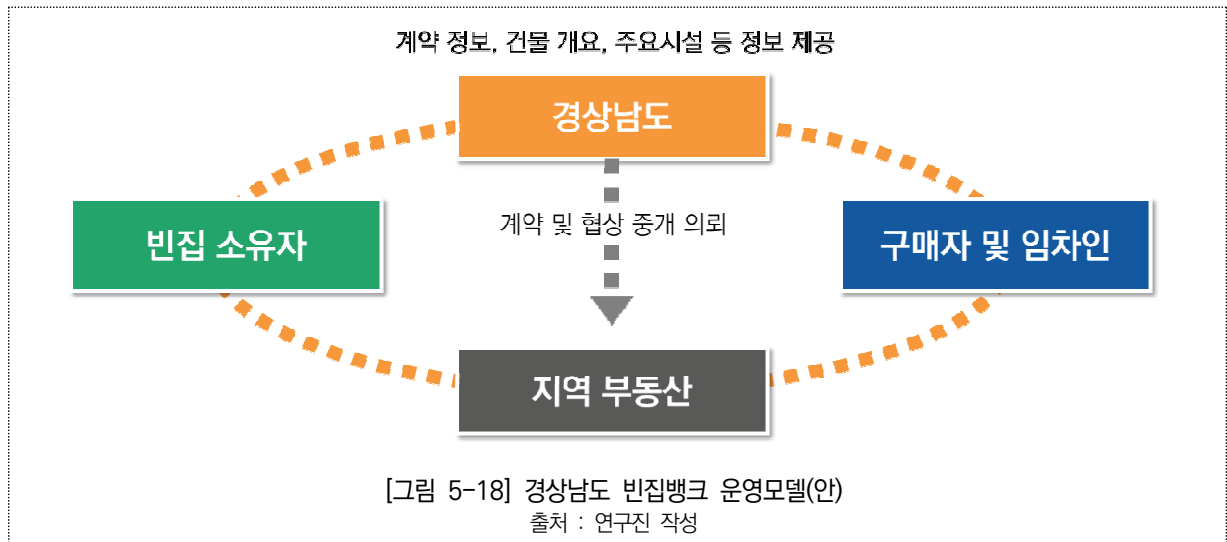 계약 정보, 건물 개요, 주요시설 등 정보 제공
경상남도
빈집 소유자
계약 및 협상 중개 의뢰
구매자 및 임차인
지역 부동산
[그림 5-18] 경상남도 빈집뱅크 운영모델(안)
출처 : 연구진 작성